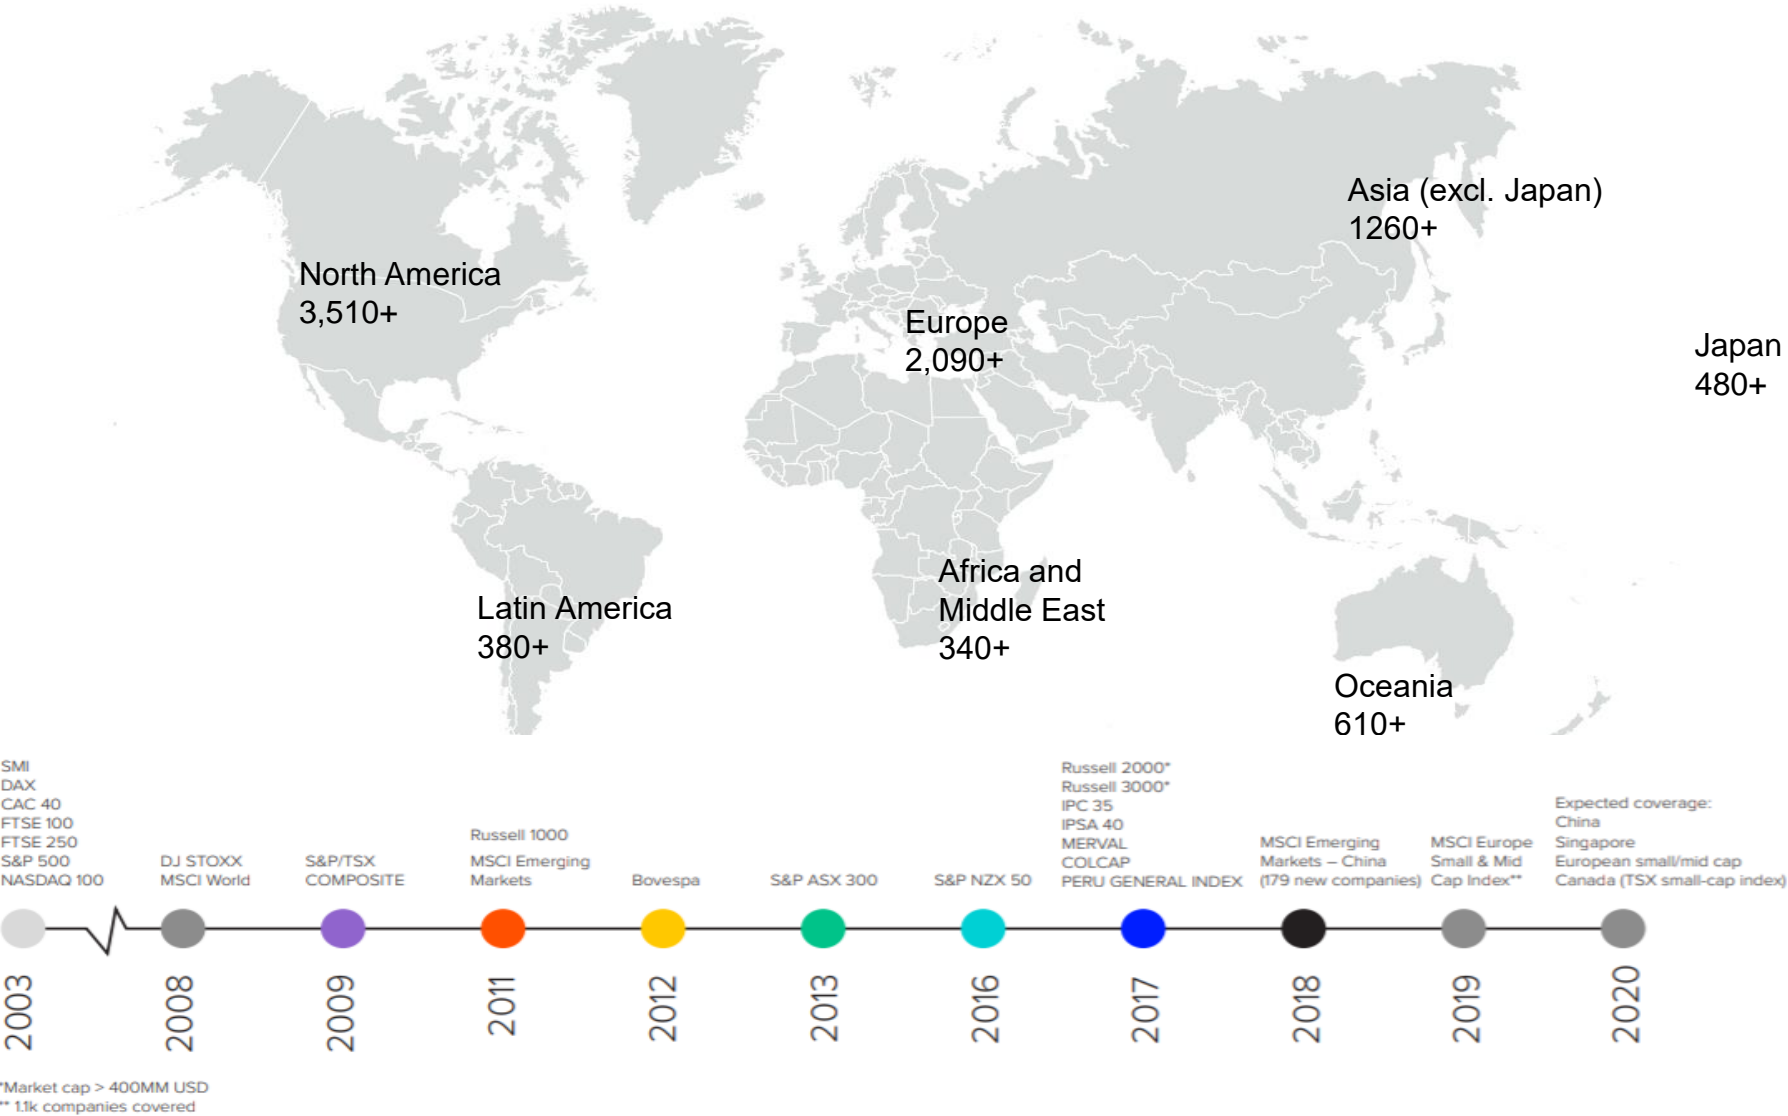 Asia (excl. Japan)
1260+
North America
3,510+
Europe
2,090+
Japan
480+
Africa and
Middle East
340+
Latin America
380+
Oceania
610+
SMI
DAX
CAC 40
FTSE 100
FTSE 250
S&P 500
NASDAQ 100
DJ STOXX
MSCI World
S&P/TSX
COMPOSITE
Russell 1000
MSCI Emerging
Markets
Bovespa
S&P ASX 300
S&P NZX 50
Russell 2000*
Russell 3000*
IPC 35
IPSA 40
MERVAL
COLCAP
PERU GENERAL INDEX
MSCI Emerging
Markets – China
(179 new companies)
MSCI Europe
Small & Mid
Cap Index**
Expected coverage:
China
Singapore
European small/mid cap
Canada (TSX small-cap index)
2003
2008
2009
2011
2012
2013
2016
2017
2018
2019
2020
*Market cap > 400MM USD
** 1.1k companies covered